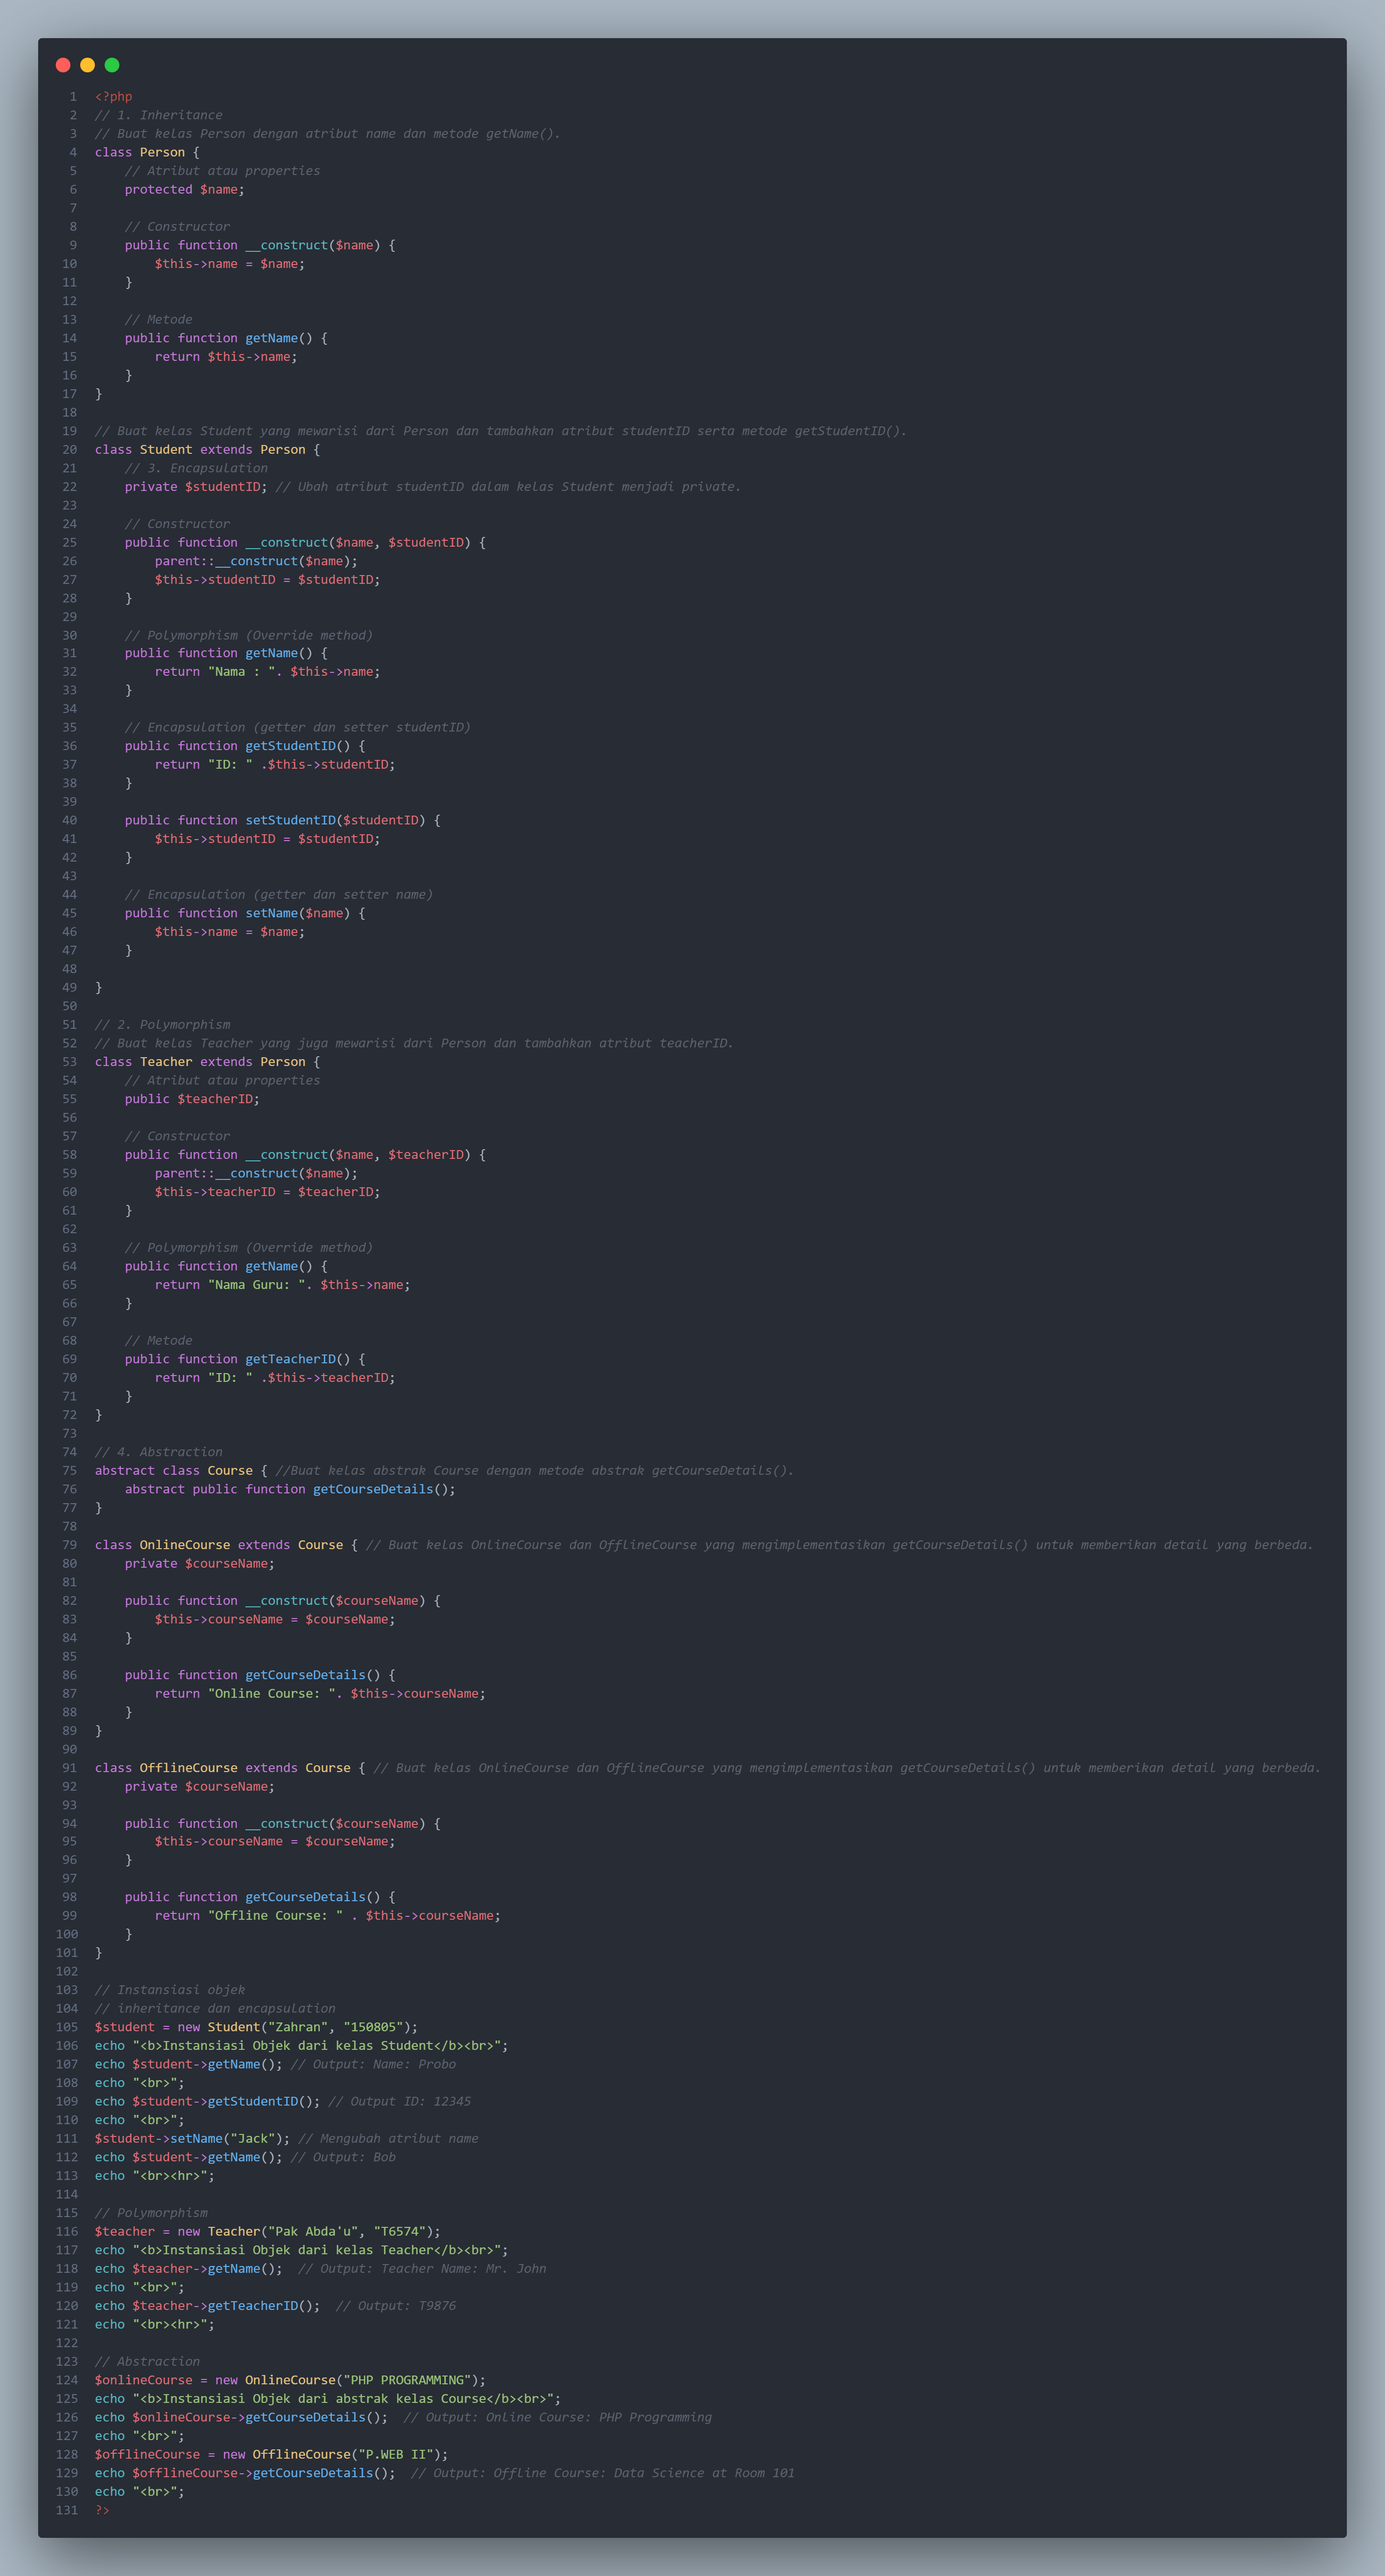 1 <?php
2 // 1. Inheritance
3 // Buat kelas Person dengan atribut name dan metode getName().
4 class Person {
5     // Atribut atau properties
6     protected $name;
7
8     // Constructor
9     public function __construct($name) {
10         $this->name = $name;
11     }
12
13     // Metode
14     public function getName() {
15         return $this->name;
16     }
17 }
18
19 // Buat kelas Student yang mewarisi dari Person dan tambahkan atribut studentID serta metode getStudentID().
20 class Student extends Person {
21     // 3. Encapsulation
22     private $studentID; // Ubah atribut studentID dalam kelas Student menjadi private.
23
24     // Constructor
25     public function __construct($name, $studentID) {
26         parent::__construct($name);
27         $this->studentID = $studentID;
28     }
29
30     // Polymorphism (Override method)
31     public function getName() {
32         return "Nama : ". $this->name;
33     }
34
35     // Encapsulation (getter dan setter studentID)
36     public function getStudentID() {
37         return "ID: " .$this->studentID;
38     }
39
40     public function setStudentID($studentID) {
41         $this->studentID = $studentID;
42     }
43
44     // Encapsulation (getter dan setter name)
45     public function setName($name) {
46         $this->name = $name;
47     }
48
49 }
50
51 // 2. Polymorphism
52 // Buat kelas Teacher yang juga mewarisi dari Person dan tambahkan atribut teacherID.
53 class Teacher extends Person {
54     // Atribut atau properties
55     public $teacherID;
56
57     // Constructor
58     public function __construct($name, $teacherID) {
59         parent::__construct($name);
60         $this->teacherID = $teacherID;
61     }
62
63     // Polymorphism (Override method)
64     public function getName() {
65         return "Nama Guru: ". $this->name;
66     }
67
68     // Metode
69     public function getTeacherID() {
70         return "ID: " .$this->teacherID;
71     }
72 }
73
74 // 4. Abstraction
75 abstract class Course { //Buat kelas abstrak Course dengan metode abstrak getCourseDetails().
76     abstract public function getCourseDetails();
77 }
78
79 class OnlineCourse extends Course { // Buat kelas OnlineCourse dan OfflineCourse yang mengimplementasikan getCourseDetails() untuk memberikan detail yang berbeda.
80     private $courseName;
81
82     public function __construct($courseName) {
83         $this->courseName = $courseName;
84     }
85
86     public function getCourseDetails() {
87         return "Online Course: ". $this->courseName;
88     }
89 }
90
91 class OfflineCourse extends Course { // Buat kelas OnlineCourse dan OfflineCourse yang mengimplementasikan getCourseDetails() untuk memberikan detail yang berbeda.
92     private $courseName;
93
94     public function __construct($courseName) {
95         $this->courseName = $courseName;
96     }
97
98     public function getCourseDetails() {
99         return "Offline Course: " . $this->courseName;
100     }
101 }
102
103 // Instansiasi objek
104 // inheritance dan encapsulation
105 $student = new Student("Zahran", "150805");
106 echo "<b>Instansiasi Objek dari kelas Student</b><br>";
107 echo $student->getName(); // Output: Name: Probo
108 echo "<br>";
109 echo $student->getStudentID(); // Output ID: 12345
110 echo "<br>";
111 $student->setName("Jack"); // Mengubah atribut name
112 echo $student->getName(); // Output: Bob
113 echo "<br><hr>";
114
115 // Polymorphism
116 $teacher = new Teacher("Pak Abda'u", "T6574");
117 echo "<b>Instansiasi Objek dari kelas Teacher</b><br>";
118 echo $teacher->getName();  // Output: Teacher Name: Mr. John
119 echo "<br>";
120 echo $teacher->getTeacherID();  // Output: T9876
121 echo "<br><hr>";
122
123 // Abstraction
124 $onlineCourse = new OnlineCourse("PHP PROGRAMMING");
125 echo "<b>Instansiasi Objek dari abstrak kelas Course</b><br>";
126 echo $onlineCourse->getCourseDetails();  // Output: Online Course: PHP Programming
127 echo "<br>";
128 $offlineCourse = new OfflineCourse("P.WEB II");
129 echo $offlineCourse->getCourseDetails();  // Output: Offline Course: Data Science at Room 101
130 echo "<br>";
131 ?>